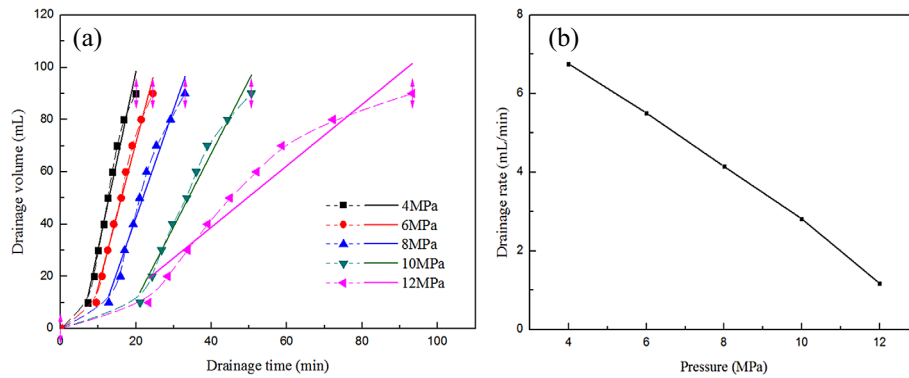 (a)
120
100
80
60
40
20
0
Drainage volume (mL)
4MPa
6MPa
8MPa
10MPa
12MPa
0 20 40 60 80 100
Drainage time (min)
(b)
8
6
4
2
0
Drainage rate (mL/min)
4 6 8 10 12
Pressure (MPa)